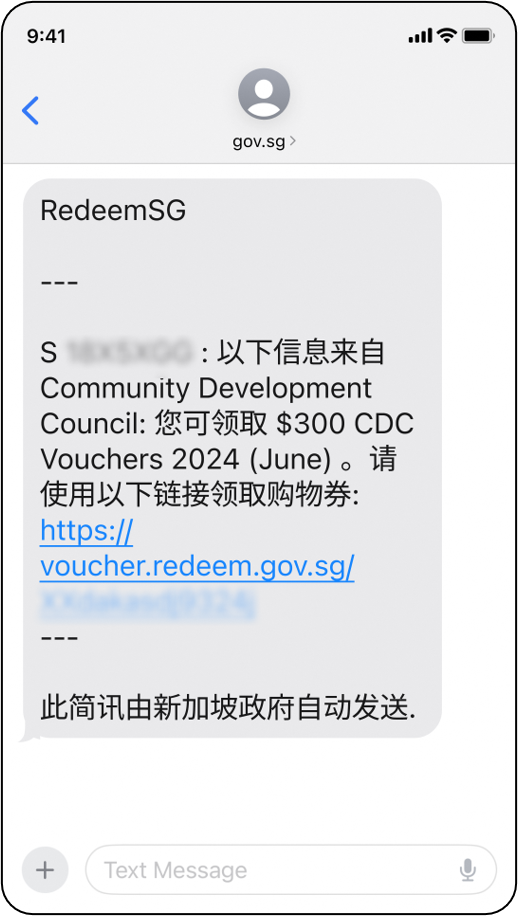 9:41
gov.sg
RedeemSG
---
S : 以下信息来自
Community Development
Council: 您可领取 $300 CDC
Vouchers 2024 (June) 。请
使用以下链接领取购物券:
https://
voucher.redeem.gov.sg/
---
此简讯由新加坡政府自动发送.
Text Message